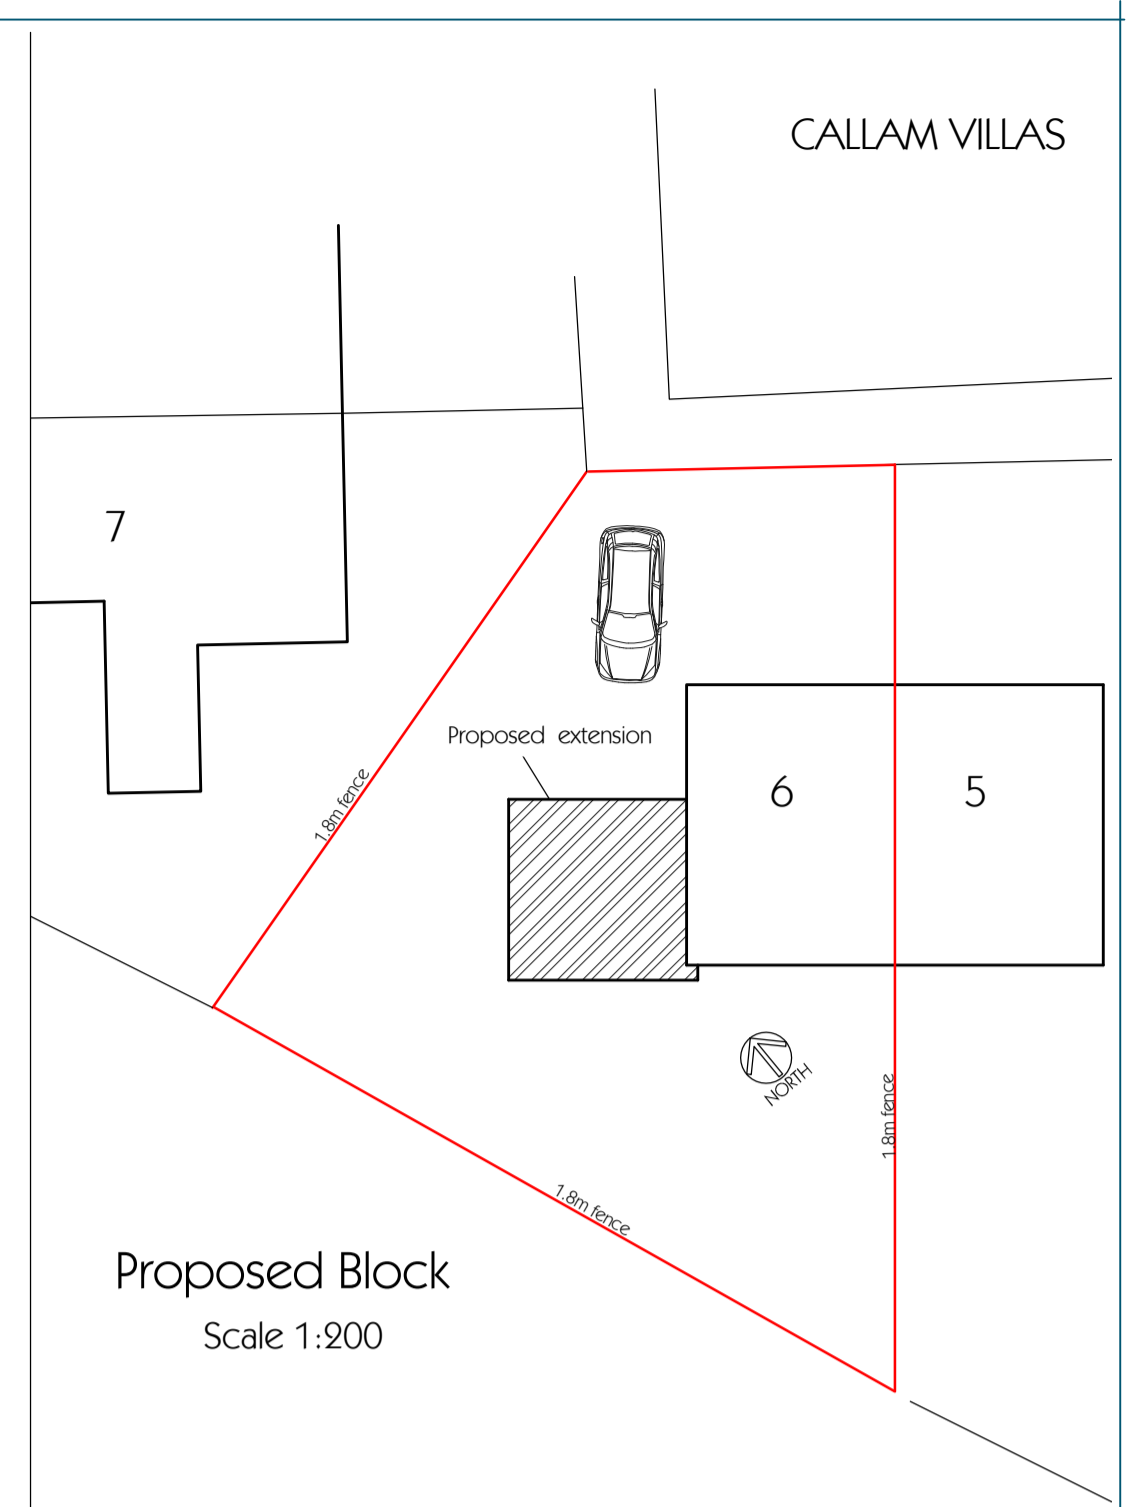 CALLAM VILLAS
7
Proposed extension
6
5
1.8m fence
NORTH
1.8m fence
1.8m fence
Proposed Block
Scale 1:200